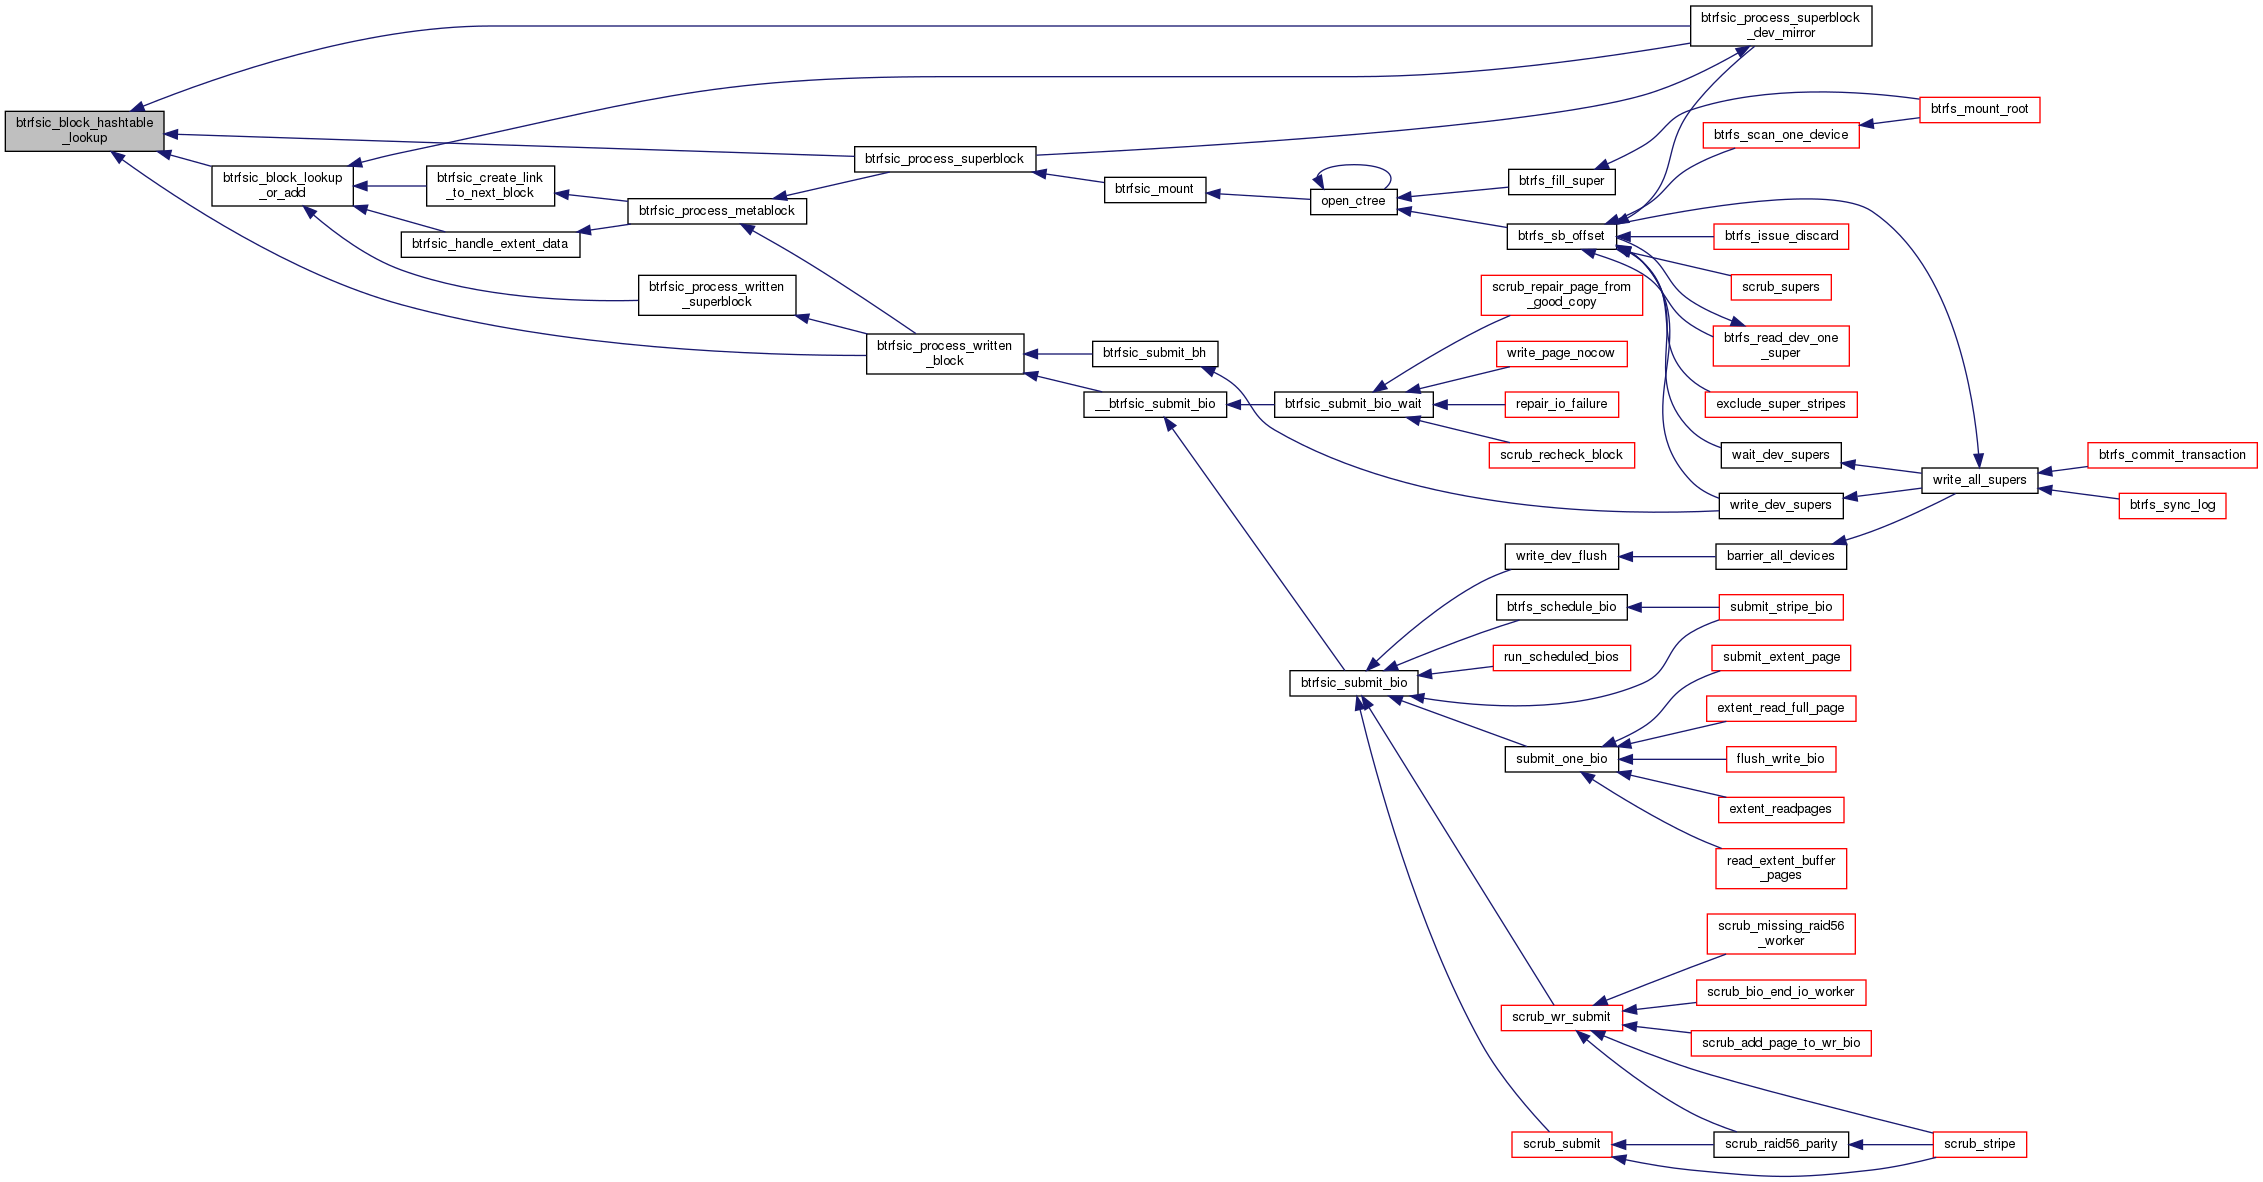 btrfsic_block_hashtable
_lookup
btrfsic_process_superblock
_dev_mirror
btrfsic_process_superblock
btrfsic_block_lookup
_or_add
btrfsic_create_link
_to_next_block
btrfsic_process_metablock
btrfsic_handle_extent_data
btrfsic_process_written
_superblock
btrfsic_process_written
_block
btrfsic_mount
open_ctree
btrfs_fill_super
btrfs_mount_root
btrfs_scan_one_device
btrfs_sb_offset
btrfs_issue_discard
scrub_supers
btrfs_read_dev_one
_super
exclude_super_stripes
wait_dev_supers
write_dev_supers
write_all_supers
btrfs_commit_transaction
btrfs_sync_log
btrfsic_submit_bh
__btrfsic_submit_bio
btrfsic_submit_bio_wait
scrub_repair_page_from
_good_copy
write_page_nocow
repair_io_failure
scrub_recheck_block
write_dev_flush
barrier_all_devices
btrfs_schedule_bio
submit_stripe_bio
run_scheduled_bios
btrfsic_submit_bio
submit_extent_page
extent_read_full_page
submit_one_bio
flush_write_bio
extent_readpages
read_extent_buffer
_pages
scrub_missing_raid56
_worker
scrub_bio_end_io_worker
scrub_wr_submit
scrub_add_page_to_wr_bio
scrub_submit
scrub_raid56_parity
scrub_stripe